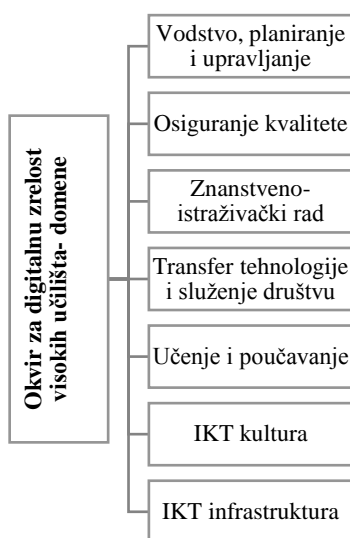 Okvir za digitalnu zrelost
visokih učilišta- domene
Vodstvo, planiranje
i upravljanje
Osiguranje kvalitete
Znanstveno-
istraživački rad
Transfer tehnologije
i služenje društvu
Učenje i poučavanje
IKT kultura
IKT infrastruktura